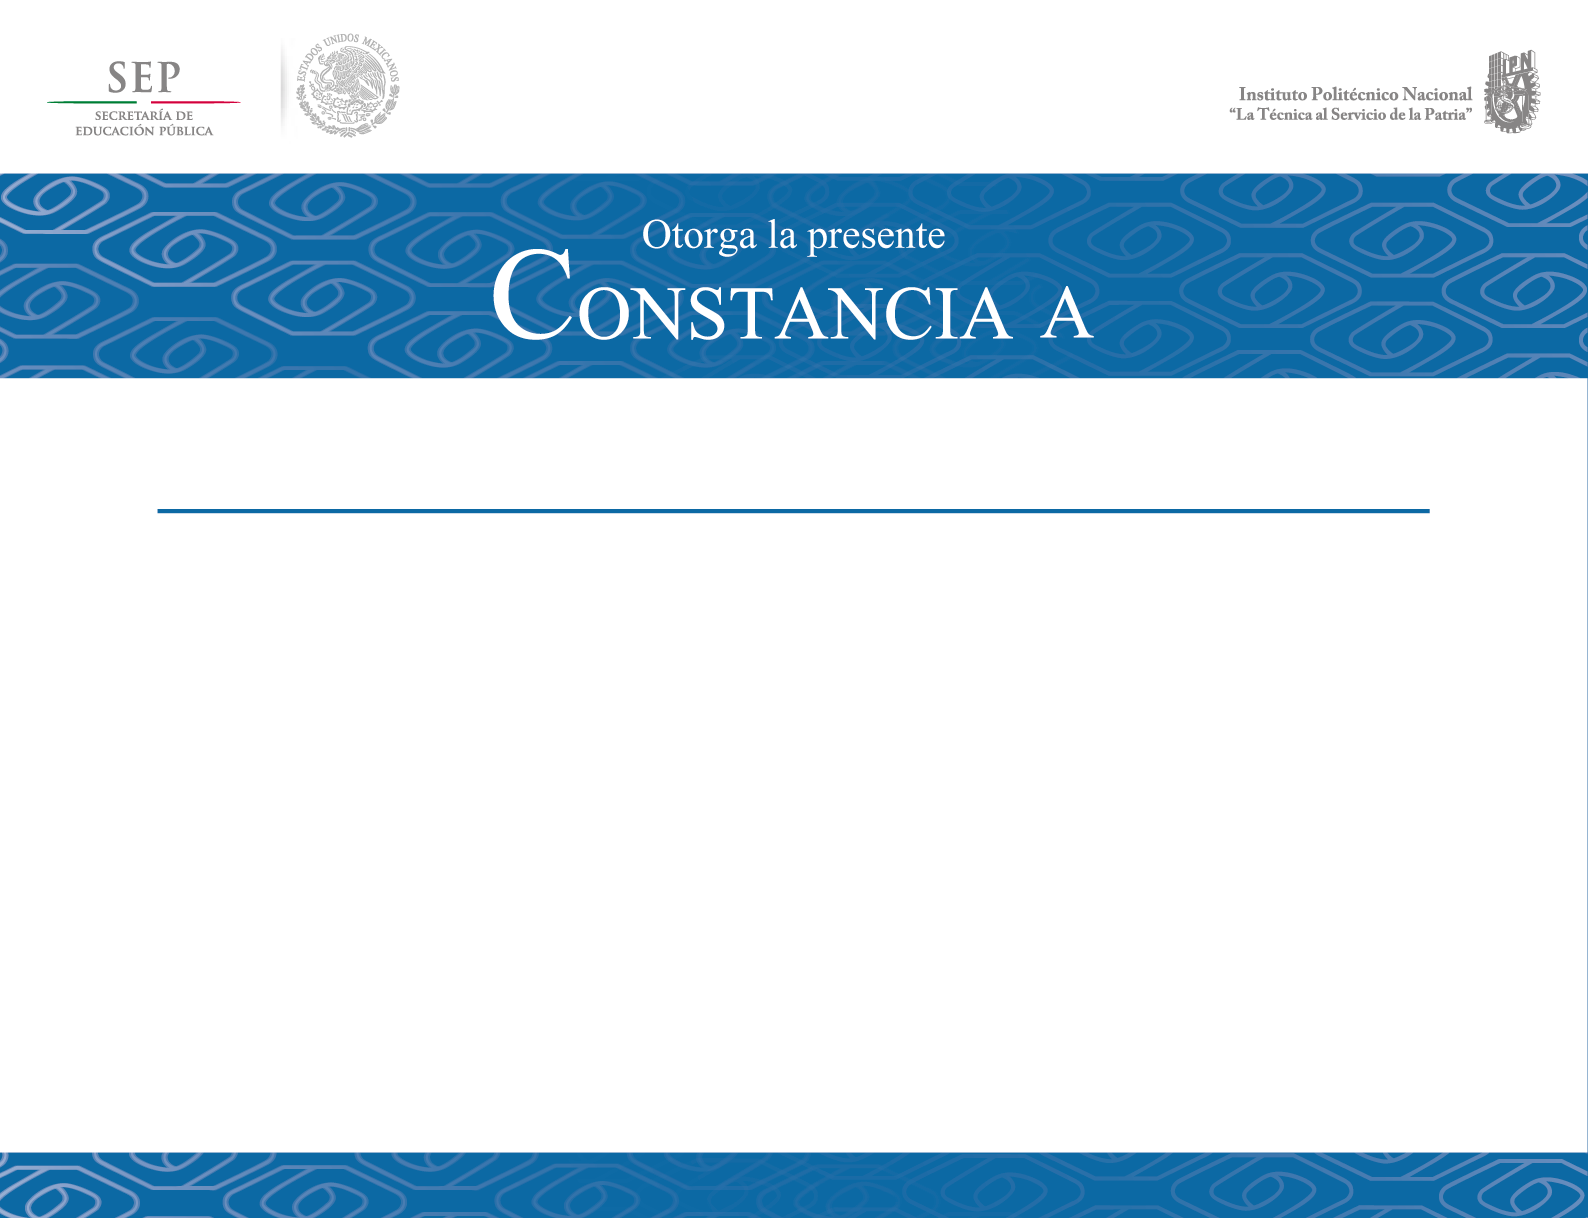 SEP
SECRETARÍA DE
EDUCACIÓN PÚBLICA
ESTADOS UNIDOS MEXICANOS
Instituto Politécnico Nacional
“La Técnica al Servicio de la Patria”
IPN
Otorga la presente
CONSTANCIA A